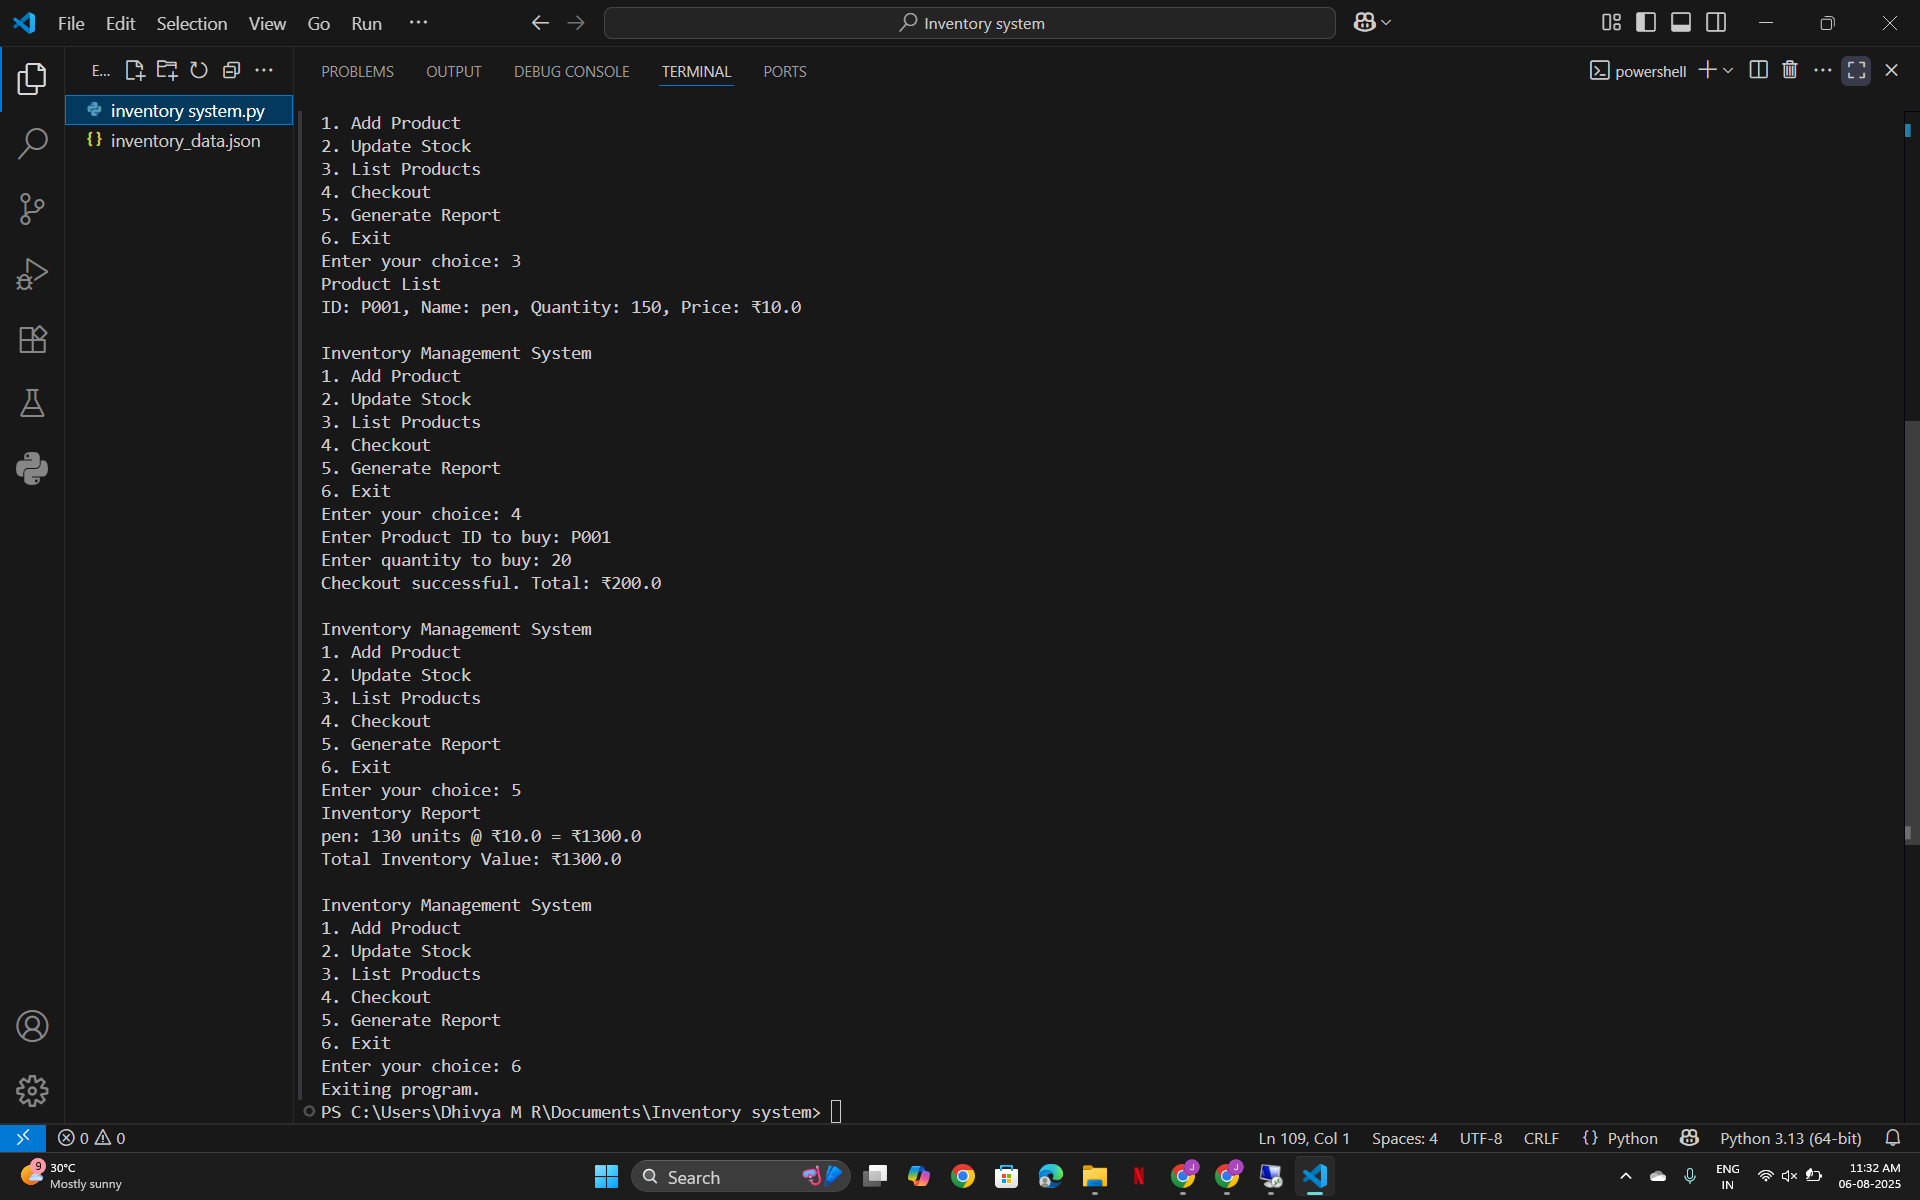 File Edit Selection View Go Run ···
Inventory system
E...
PROBLEMS OUTPUT DEBUG CONSOLE TERMINAL PORTS
powershell
inventory system.py
{} inventory_data.json
1. Add Product
2. Update Stock
3. List Products
4. Checkout
5. Generate Report
6. Exit
Enter your choice: 3
Product List
ID: P001, Name: pen, Quantity: 150, Price: ₹10.0
Inventory Management System
1. Add Product
2. Update Stock
3. List Products
4. Checkout
5. Generate Report
6. Exit
Enter your choice: 4
Enter Product ID to buy: P001
Enter quantity to buy: 20
Checkout successful. Total: ₹200.0
Inventory Management System
1. Add Product
2. Update Stock
3. List Products
4. Checkout
5. Generate Report
6. Exit
Enter your choice: 5
Inventory Report
pen: 130 units @ ₹10.0 = ₹1300.0
Total Inventory Value: ₹1300.0
Inventory Management System
1. Add Product
2. Update Stock
3. List Products
4. Checkout
5. Generate Report
6. Exit
Enter your choice: 6
Exiting program.
PS C:\Users\Dhivya M R\Documents\Inventory system>
0 0
Ln 109, Col 1 Spaces: 4 UTF-8 CRLF {} Python Python 3.13 (64-bit)
9
30°C
Mostly sunny
Search
J
J
ENG
IN
11:32 AM
06-08-2025